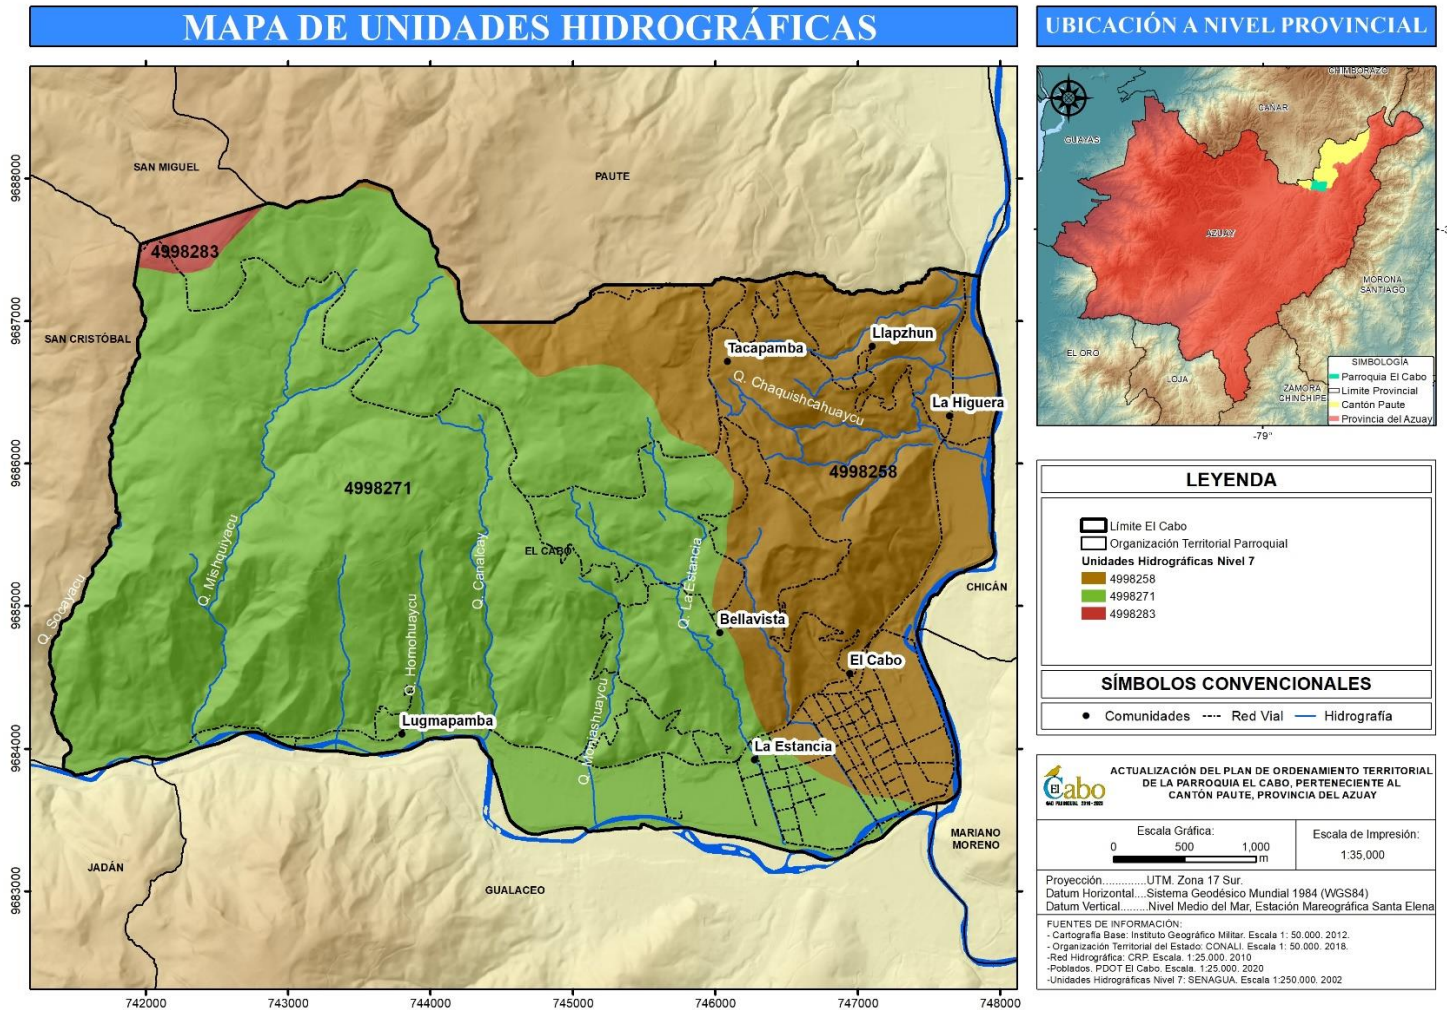 MAPA DE UNIDADES HIDROGRÁFICAS
UBICACIÓN A NIVEL PROVINCIAL
SAN MIGUEL
PAUTE
4998283
SAN CRISTÓBAL
Tacapamba
Llapzhun
Q. Chaquishcahuaycu
La Higuera
4998271
4998258
EL CABO
Q. Mishquiyacu
Q. Canalcay
Q. La Estancia
Q. Socayacu
Q. Homohuaycu
CHICÁN
Bellavista
El Cabo
Lugmapamba
La Estancia
JADÁN
GUALACEO
MARIANO
MORENO
9688000
9687000
9686000
9685000
9684000
9683000
742000
743000
744000
745000
746000
747000
748000
CHIMBORAZO
CAÑAR
GUAYAS
AZUAY
MORONA
SANTIAGO
EL ORO
LOJA
ZAMORA
CHINCHIPE
-79°
SIMBOLOGÍA
Parroquia El Cabo
Limite Provincial
Cantón Paute
Provincia del Azuay
LEYENDA
Límite El Cabo
Organización Territorial Parroquial
Unidades Hidrográficas Nivel 7
4998258
4998271
4998283
SÍMBOLOS CONVENCIONALES
Comunidades
Red Vial
Hidrografía
El Cabo
ACTUALIZACIÓN DEL PLAN DE ORDENAMIENTO TERRITORIAL
DE LA PARROQUIA EL CABO, PERTENECIENTE AL
CANTÓN PAUTE, PROVINCIA DEL AZUAY
Escala Gráfica:
0 500 1,000
m
Escala de Impresión:
1:35,000
Proyección..............UTM. Zona 17 Sur.
Datum Horizontal....Sistema Geodésico Mundial 1984 (WGS84)
Datum Vertical.........Nivel Medio del Mar, Estación Mareográfica Santa Elena
FUENTES DE INFORMACIÓN:
- Cartografía Base: Instituto Geográfico Militar. Escala 1: 50.000. 2012.
- Organización Territorial del Estado: CONALI. Escala 1: 50.000. 2018.
-Red Hidrográfica: CRP. Escala. 1:25.000. 2010
-Poblados. PDOT El Cabo. Escala. 1:25.000. 2020
-Unidades Hidrográficas Nivel 7: SENAGUA. Escala 1:250.000. 2002